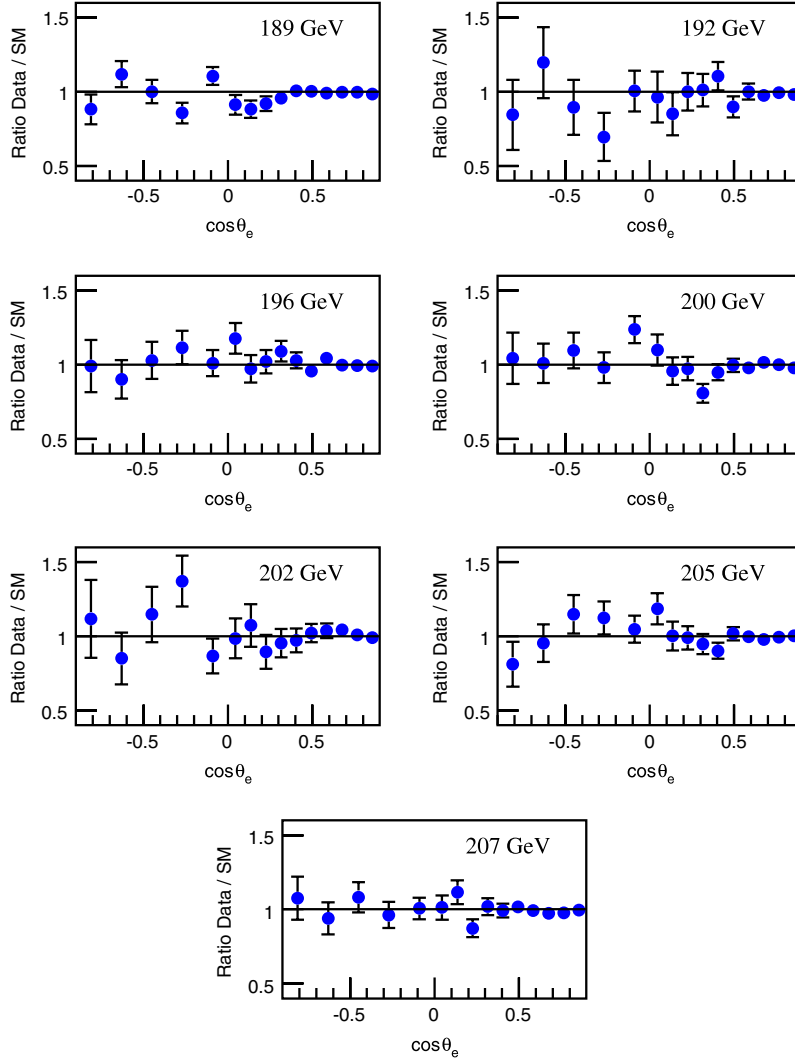 189 GeV
Ratio Data / SM
1.5
1
0.5
-0.5 0 0.5
cosθe
192 GeV
Ratio Data / SM
1.5
1
0.5
-0.5 0 0.5
cosθe
196 GeV
Ratio Data / SM
1.5
1
0.5
-0.5 0 0.5
cosθe
200 GeV
Ratio Data / SM
1.5
1
0.5
-0.5 0 0.5
cosθe
202 GeV
Ratio Data / SM
1.5
1
0.5
-0.5 0 0.5
cosθe
205 GeV
Ratio Data / SM
1.5
1
0.5
-0.5 0 0.5
cosθe
207 GeV
Ratio Data / SM
1.5
1
0.5
-0.5 0 0.5
cosθe